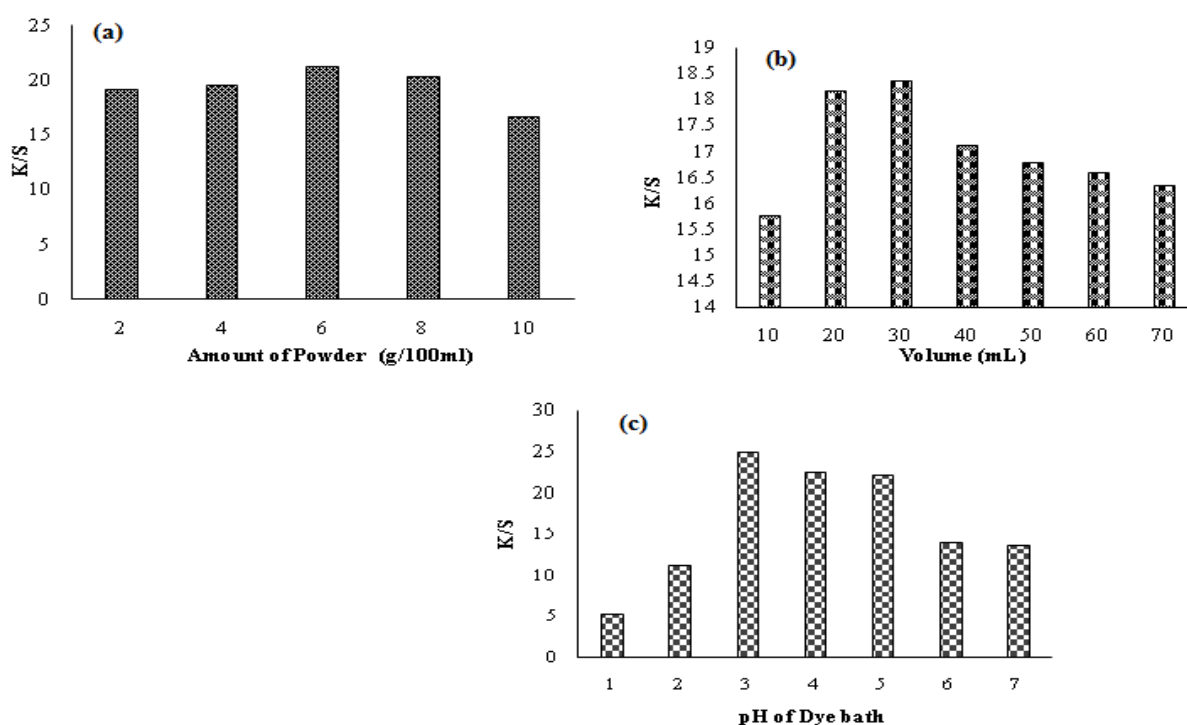 (a)
25
20
15
10
5
0
K/S
2 4 6 8 10
Amount of Powder (g/100ml)
(b)
19
18.5
18
17.5
17
16.5
16
15.5
15
14.5
14
K/S
10 20 30 40 50 60 70
Volume (mL)
(c)
30
25
20
15
10
5
0
K/S
1 2 3 4 5 6 7
pH of Dye bath